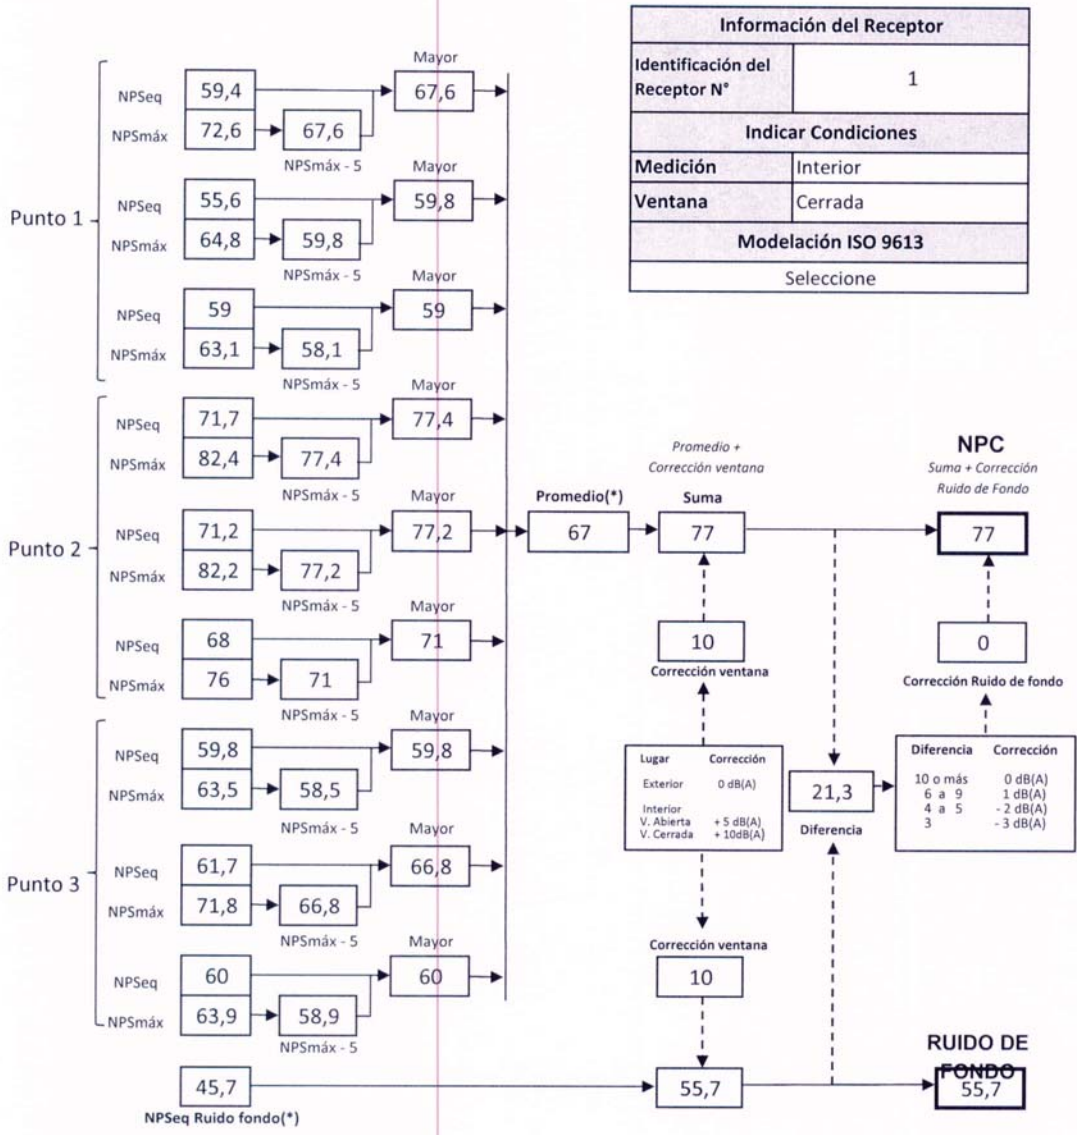 Información del Receptor
Identificación del Receptor N° 1
Indicar Condiciones
Medición Interior
Ventana Cerrada
Modelación ISO 9613
Seleccione
Punto 1
Mayor
NPSeq 59,4 67,6
NPSmáx 72,6 67,6
NPSmáx - 5
Mayor
NPSeq 55,6 59,8
NPSmáx 64,8 59,8
NPSmáx - 5
Mayor
NPSeq 59 59
NPSmáx 63,1 58,1
NPSmáx - 5
Punto 2
Mayor
NPSeq 71,7 77,4
NPSmáx 82,4 77,4
NPSmáx - 5
Mayor
NPSeq 71,2 77,2
NPSmáx 82,2 77,2
NPSmáx - 5
Mayor
NPSeq 68 71
NPSmáx 76 71
NPSmáx - 5
Punto 3
Mayor
NPSeq 59,8 59,8
NPSmáx 63,5 58,5
NPSmáx - 5
Mayor
NPSeq 61,7 66,8
NPSmáx 71,8 66,8
NPSmáx - 5
Mayor
NPSeq 60 60
NPSmáx 63,9 58,9
NPSmáx - 5
45,7
NPSeq Ruido fondo(*)
Promedio(*)
67
Promedio +
Corrección ventana
Suma
77
10
Corrección ventana
Lugar Corrección
Exterior 0 dB(A)
Interior
V. Abierta + 5 dB(A)
V. Cerrada + 10dB(A)
Corrección ventana
10
55,7
21,3
Diferencia
NPC
Suma + Corrección
Ruido de Fondo
77
0
Corrección Ruido de fondo
Diferencia Corrección
10 o más 0 dB(A)
6 a 9 1 dB(A)
4 a 5 - 2 dB(A)
3 - 3 dB(A)
RUIDO DE
FONDO
55,7